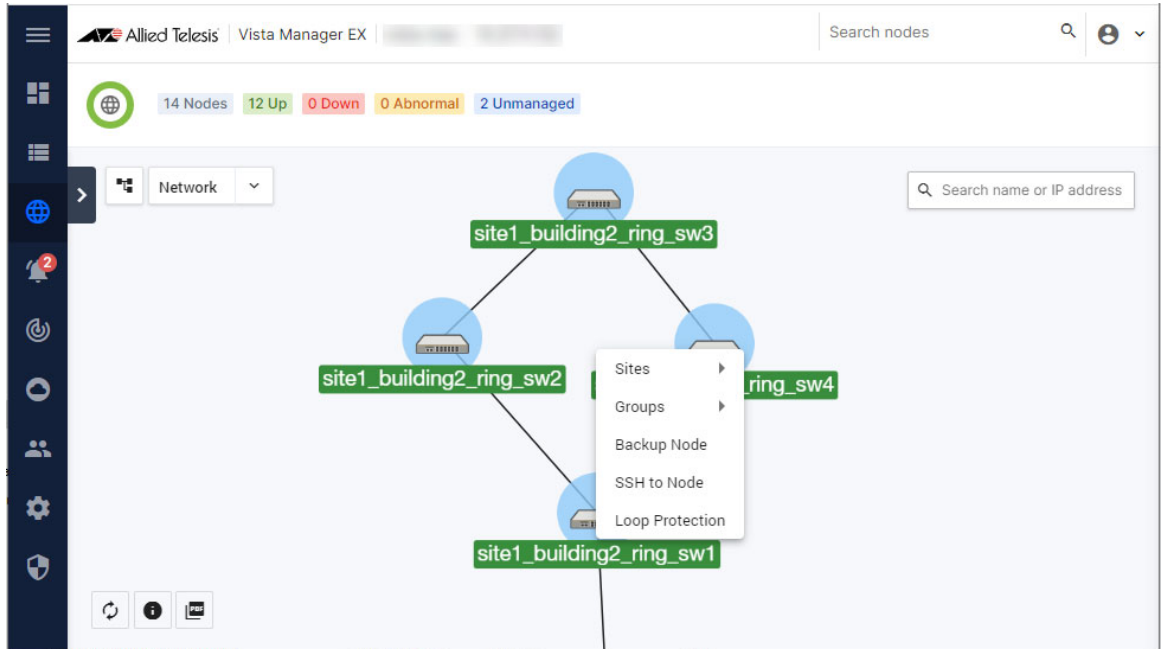 Allied Telesis Vista Manager EX
Search nodes
14 Nodes 12 Up 0 Down 0 Abnormal 2 Unmanaged
Network
Search name or IP address
2
site1_building2_ring_sw3
site1_building2_ring_sw2
ring_sw4
Sites
Groups
Backup Node
SSH to Node
Loop Protection
site1_building2_ring_sw1
PDF